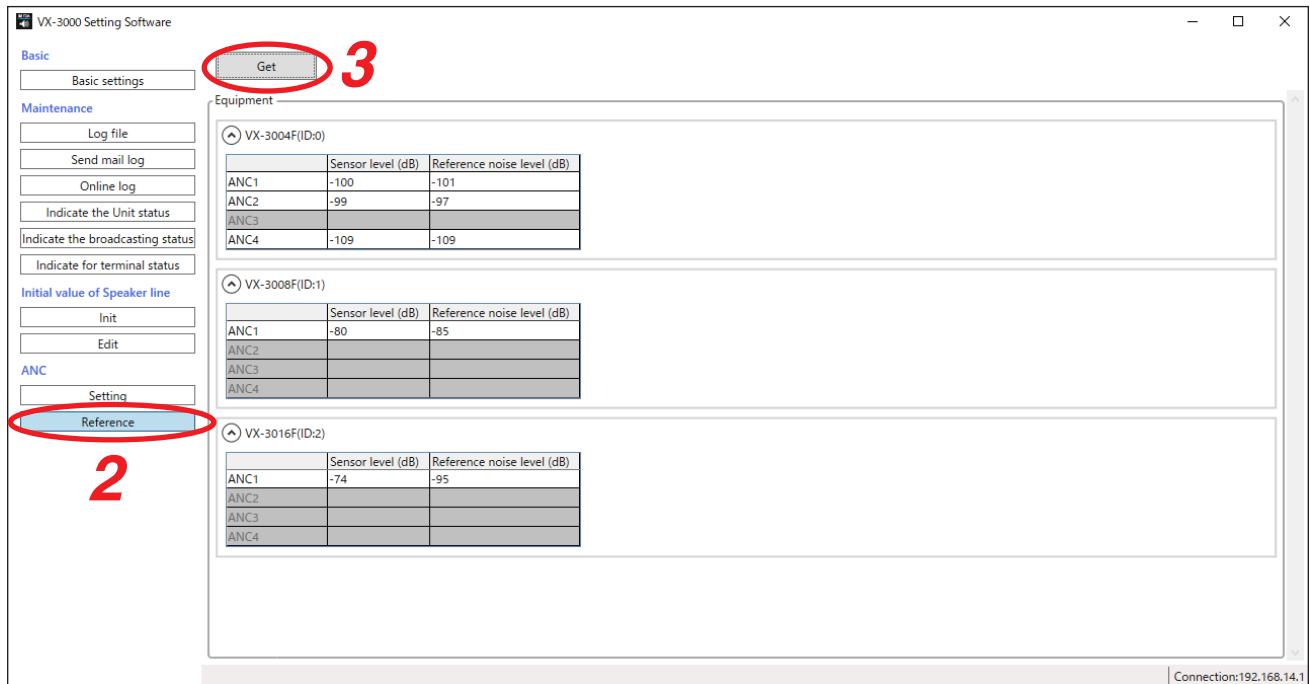 VX-3000 Setting Software
Basic
Basic settings
Maintenance
Log file
Send mail log
Online log
Indicate the Unit status
Indicate the broadcasting status
Indicate for terminal status
Initial value of Speaker line
Init
Edit
ANC
Setting
Reference
2
Get
3
Equipment
VX-3004F(ID:0)
Sensor level (dB) Reference noise level (dB)
ANC1 -100 -101
ANC2 -99 -97
ANC3
ANC4 -109 -109
VX-3008F(ID:1)
Sensor level (dB) Reference noise level (dB)
ANC1 -80 -85
ANC2
ANC3
ANC4
VX-3016F(ID:2)
Sensor level (dB) Reference noise level (dB)
ANC1 -74 -95
ANC2
ANC3
ANC4
Connection:192.168.14.1